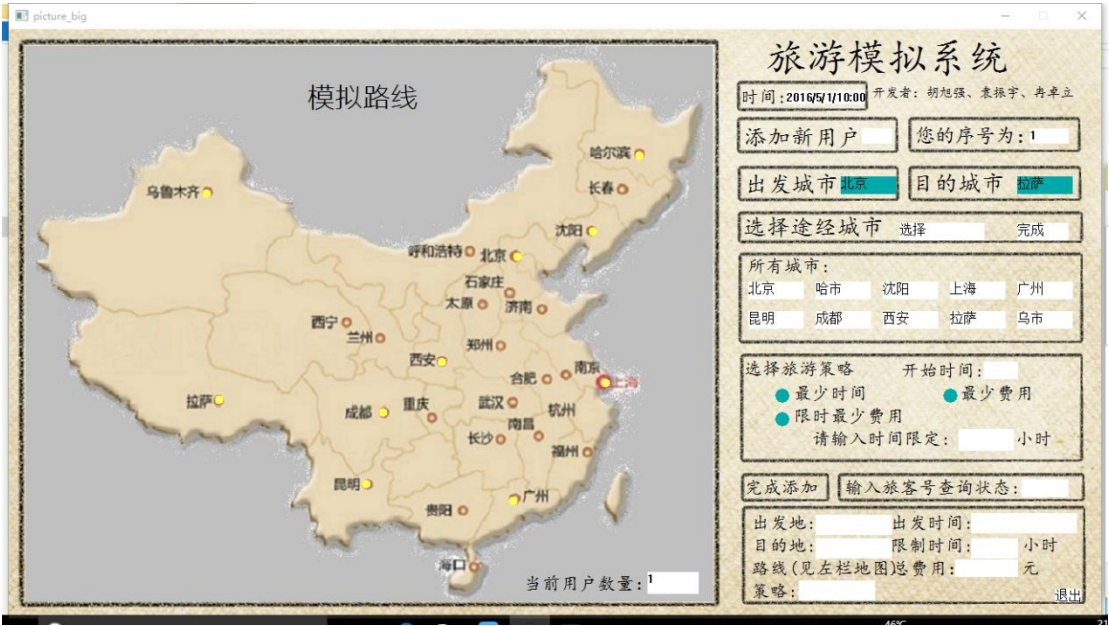 picture_big
模拟路线
哈尔滨
长春
乌鲁木齐
沈阳
呼和浩特
北京
石家庄
太原
济南
西宁
兰州
郑州
西安
南京
合肥
上海
拉萨
成都
重庆
武汉
杭州
南昌
长沙
福州
昆明
广州
贵阳
海口
当前用户数量:1
旅游模拟系统
时间:2016/5/1/10:00 开发者: 胡旭强、袁振宇、冉卓立
添加新用户 您的序号为:1
出发城市 北京 目的城市 拉萨
选择途经城市 选择 完成
所有城市:
北京 哈市 沈阳 上海 广州
昆明 成都 西安 拉萨 乌市
选择旅游策略 开始时间:
最少时间 最少费用
限时最少费用
请输入时间限定: 小时
完成添加 输入旅客号查询状态:
出发地: 出发时间:
目的地: 限制时间: 小时
路线(见左栏地图)总费用: 元
策略: 退出
46℃
21